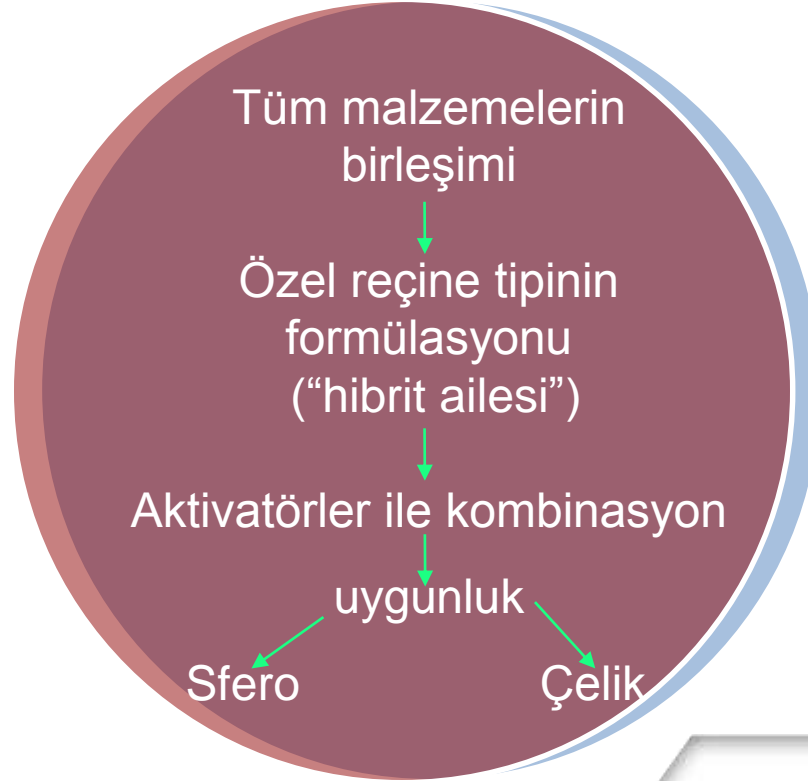 Tüm malzemelerin
birleşimi
Özel reçine tipinin
formülasyonu
(“hibrit ailesi”)
Aktivatörler ile kombinasyon
uygunluk
Sfero Çelik